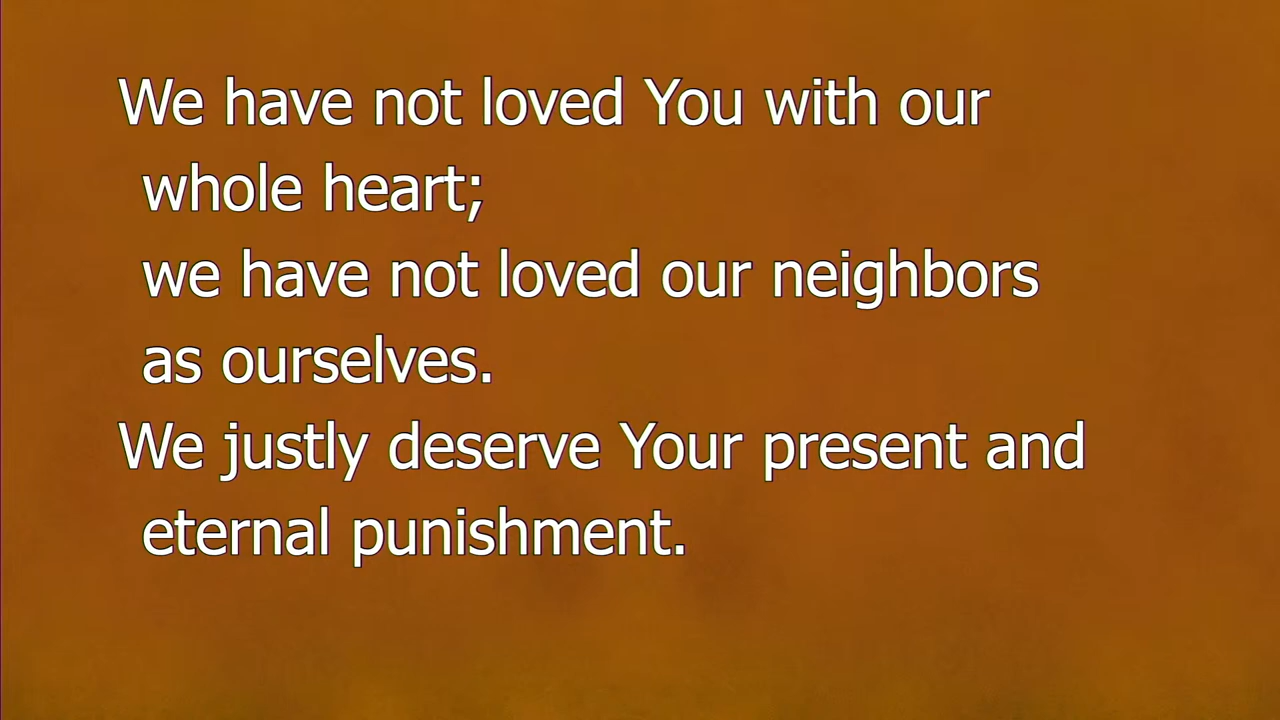 We have not loved You with our
whole heart;
we have not loved our neighbors
as ourselves.
We justly deserve Your present and
eternal punishment.